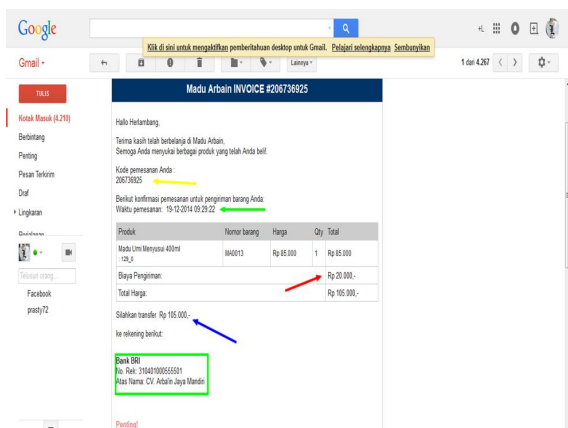 Google
+L
Klik di sini untuk mengaktifkan pemberitahuan desktop untuk Gmail. Pelajari selengkapnya Sembunyikan
Gmail
Lainnya
1 dari 4.267
TULIS
Kotak Masuk (4.210)
Berbintang
Penting
Pesan Terkirim
Draf
Lingkaran
Telusuri orang...
Facebook
prasty72
Madu Arbain INVOICE #206736925
Hallo Herlambang,
Terima kasih telah berbelanja di Madu Arbain,
Semoga Anda menyukai berbagai produk yang telah Anda beli!.
Kode pemesanan Anda :
206736925
Berikut konfirmasi pemesanan untuk pengiriman barang Anda:
Waktu pemesanan: 19-12-2014 09:29:22
Produk Nomor barang Harga Qty Total
Madu Umi Menyusui 400ml MA0013 Rp 85.000 1 Rp 85.000
: 129_0
Biaya Pengiriman: Rp 20.000,-
Total Harga: Rp 105.000,-
Silahkan transfer Rp 105.000,-
ke rekening berikut:
Bank BRI
No. Rek: 310401000555501
Atas Nama: CV. Arba'in Jaya Mandiri
Penting!